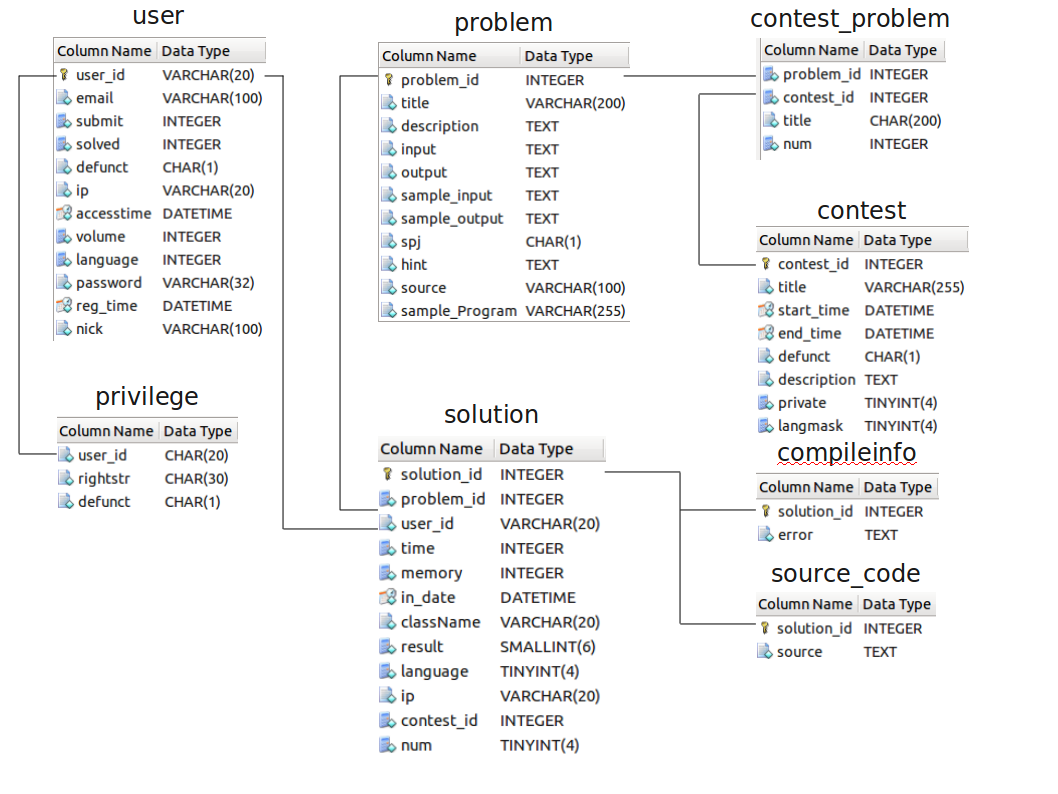 user
Column Name Data Type
user_id VARCHAR(20)
email VARCHAR(100)
submit INTEGER
solved INTEGER
defunct CHAR(1)
ip VARCHAR(20)
accesstime DATETIME
volume INTEGER
language INTEGER
password VARCHAR(32)
reg_time DATETIME
nick VARCHAR(100)
privilege
Column Name Data Type
user_id CHAR(20)
rightstr CHAR(30)
defunct CHAR(1)
problem
Column Name Data Type
problem_id INTEGER
title VARCHAR(200)
description TEXT
input TEXT
output TEXT
sample_input TEXT
sample_output TEXT
spj CHAR(1)
hint TEXT
source VARCHAR(100)
sample_Program VARCHAR(255)
solution
Column Name Data Type
solution_id INTEGER
problem_id INTEGER
user_id VARCHAR(20)
time INTEGER
memory INTEGER
in_date DATETIME
className VARCHAR(20)
result SMALLINT(6)
language TINYINT(4)
ip VARCHAR(20)
contest_id INTEGER
num TINYINT(4)
contest_problem
Column Name Data Type
problem_id INTEGER
contest_id INTEGER
title CHAR(200)
num INTEGER
contest
Column Name Data Type
contest_id INTEGER
title VARCHAR(255)
start_time DATETIME
end_time DATETIME
defunct CHAR(1)
description TEXT
private TINYINT(4)
langmask TINYINT(4)
compileinfo
Column Name Data Type
solution_id INTEGER
error TEXT
source_code
Column Name Data Type
solution_id INTEGER
source TEXT